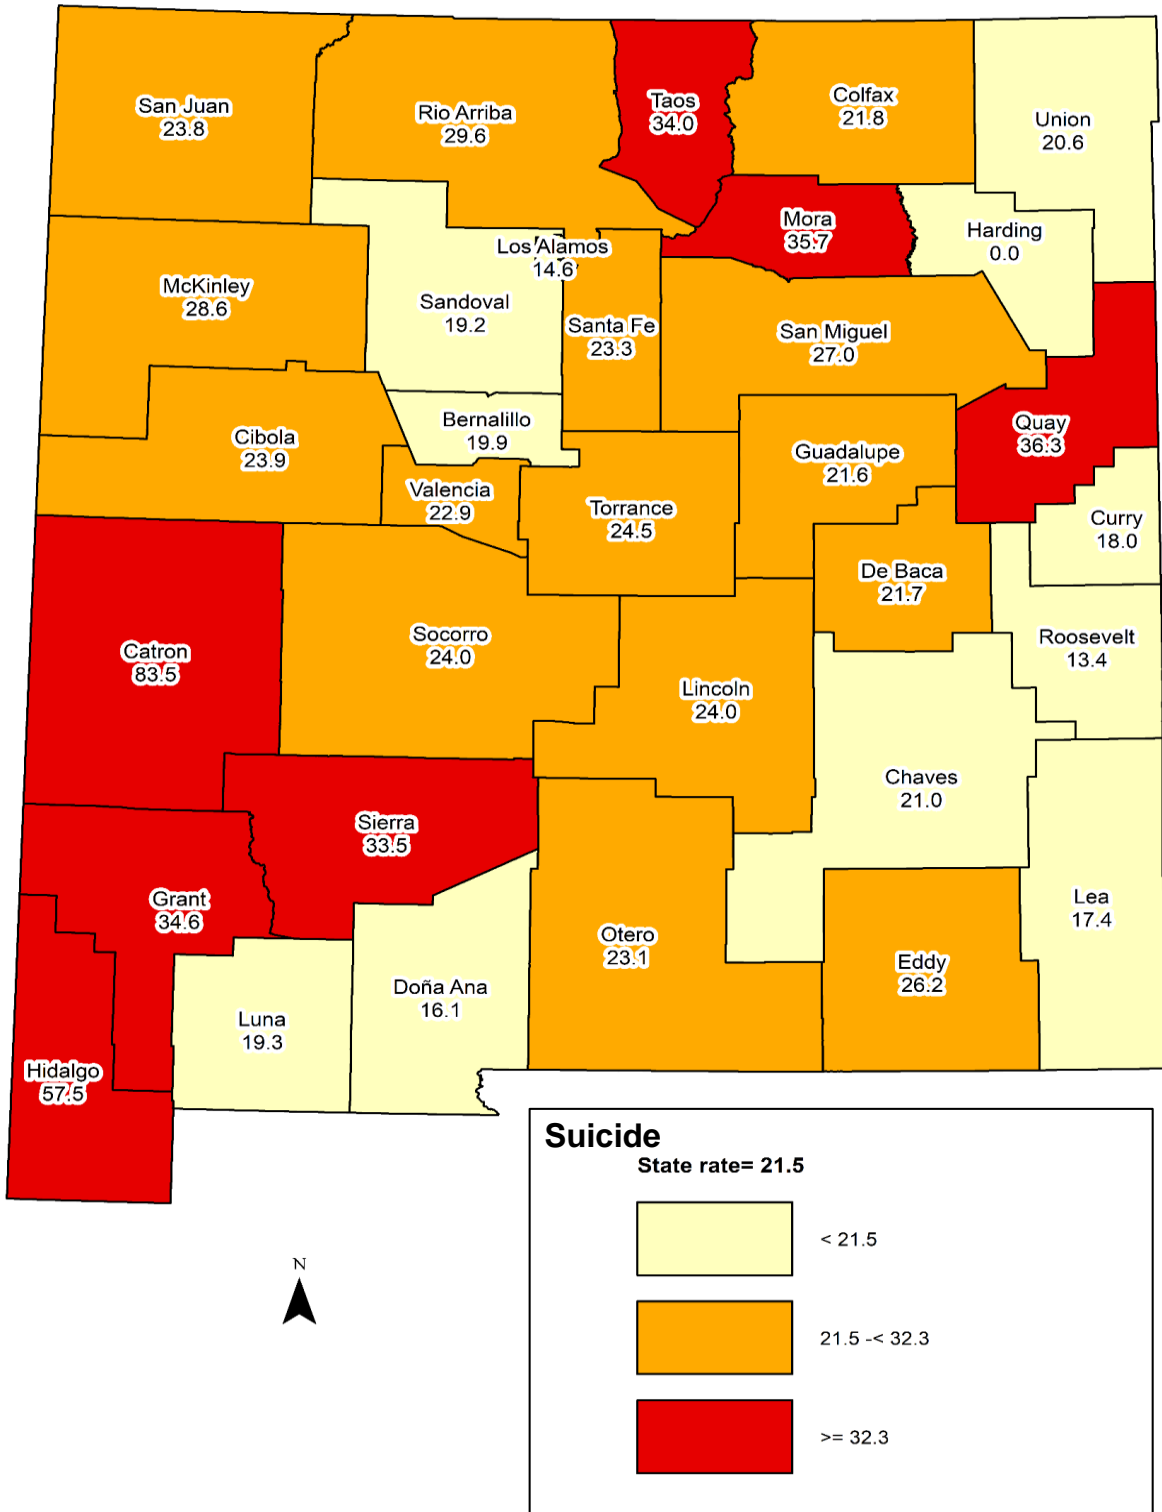 San Juan
23.8
Rio Arriba
29.6
Taos
34.0
Colfax
21.8
Union
20.6
Mora
35.7
Harding
0.0
Los Alamos
14.6
McKinley
28.6
Sandoval
19.2
Santa Fe
23.3
San Miguel
27.0
Quay
36.3
Bernalillo
19.9
Cibola
23.9
Guadalupe
21.6
Valencia
22.9
Torrance
24.5
Curry
18.0
De Baca
21.7
Roosevelt
13.4
Catron
83.5
Socorro
24.0
Lincoln
24.0
Chaves
21.0
Sierra
33.5
Grant
34.6
Lea
17.4
Otero
23.1
Eddy
26.2
Doña Ana
16.1
Luna
19.3
Hidalgo
57.5
Suicide
State rate= 21.5
< 21.5
21.5 -< 32.3
>= 32.3
N